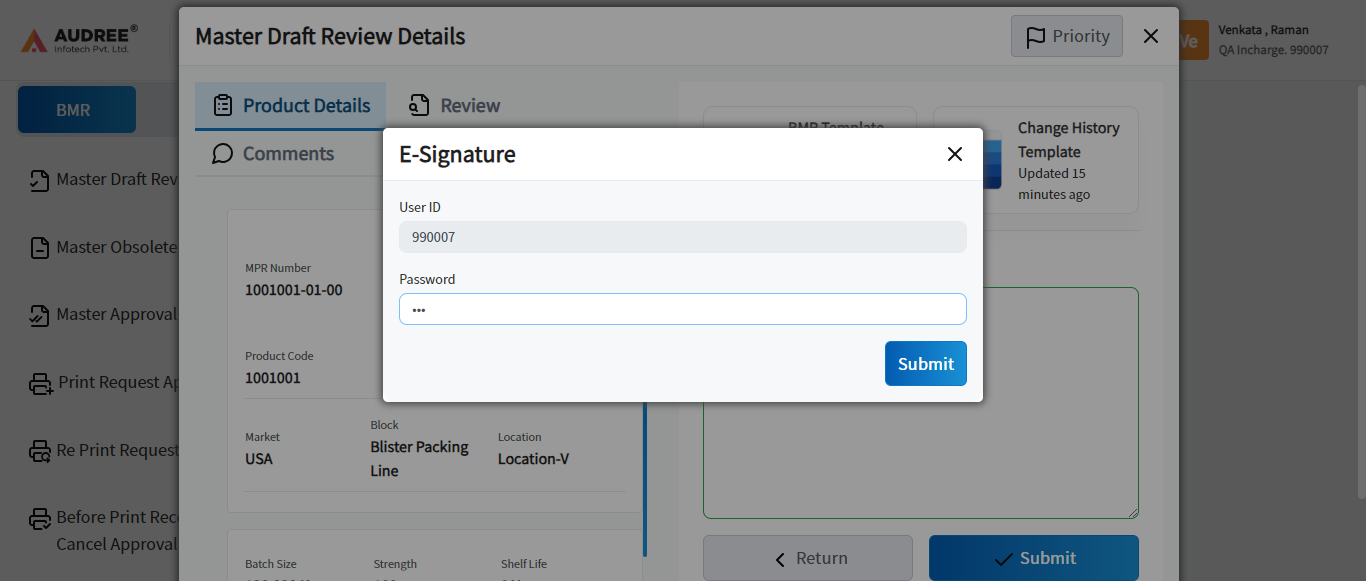 AUDREE®
Infotech Pvt. Ltd.
Master Draft Review Details
Priority
Ve
Venkata , Raman
QA Incharge. 990007
BMR
Product Details
Review
Comments
BMR Template
Change History
Template
Updated 15
minutes ago
E-Signature
User ID
990007
Password
•••
Submit
Master Draft Rev
Master Obsolete
Master Approval
Print Request Ap
Re Print Request
Before Print Rec
Cancel Approval
MPR Number
1001001-01-00
Product Code
1001001
Market
USA
Block
Blister Packing
Line
Location
Location-V
Batch Size
Strength
Shelf Life
Return
Submit